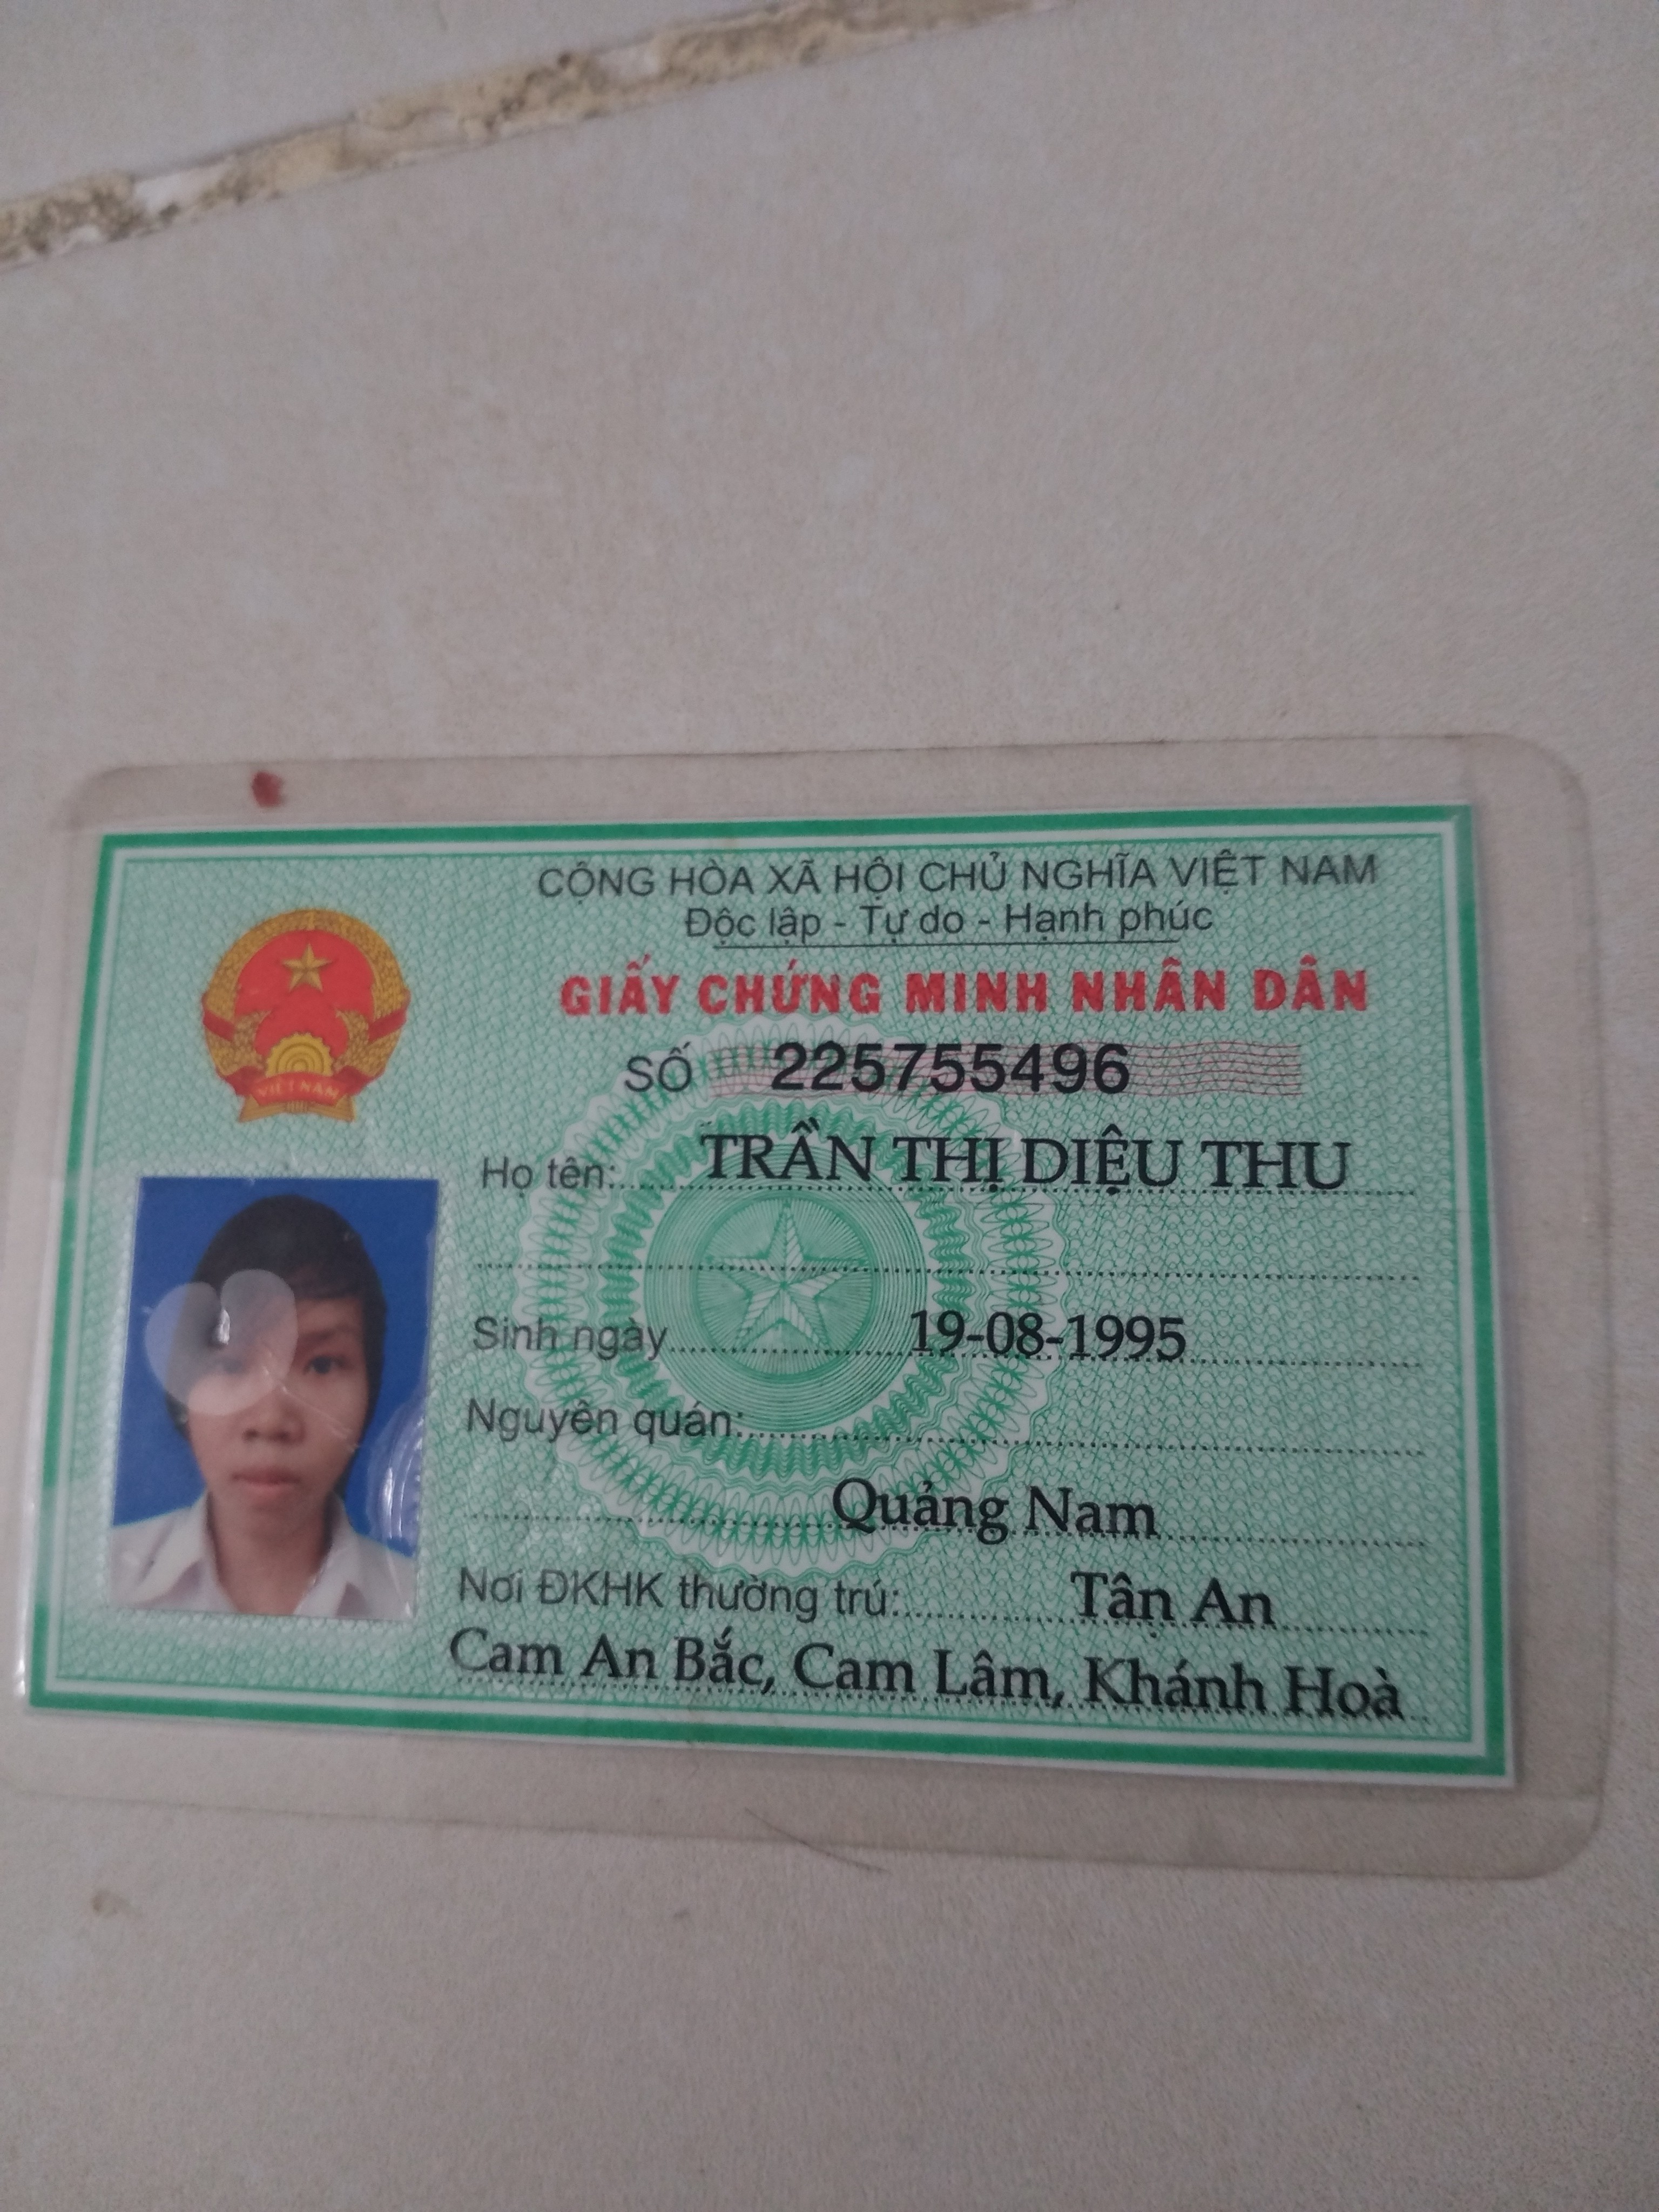 CỘNG HÒA XÃ HỘI CHỦ NGHĨA VIỆT NAM
Độc lập - Tự do - Hạnh phúc
GIẤY CHỨNG MINH NHÂN DÂN
SỐ 225755496
VIỆT NAM
Họ tên: TRẦN THỊ DIỆU THU
Sinh ngày 19-08-1995
Nguyên quán:
Quảng Nam
Nơi ĐKHK thường trú: Tân An
Cam An Bắc, Cam Lâm, Khánh Hoà